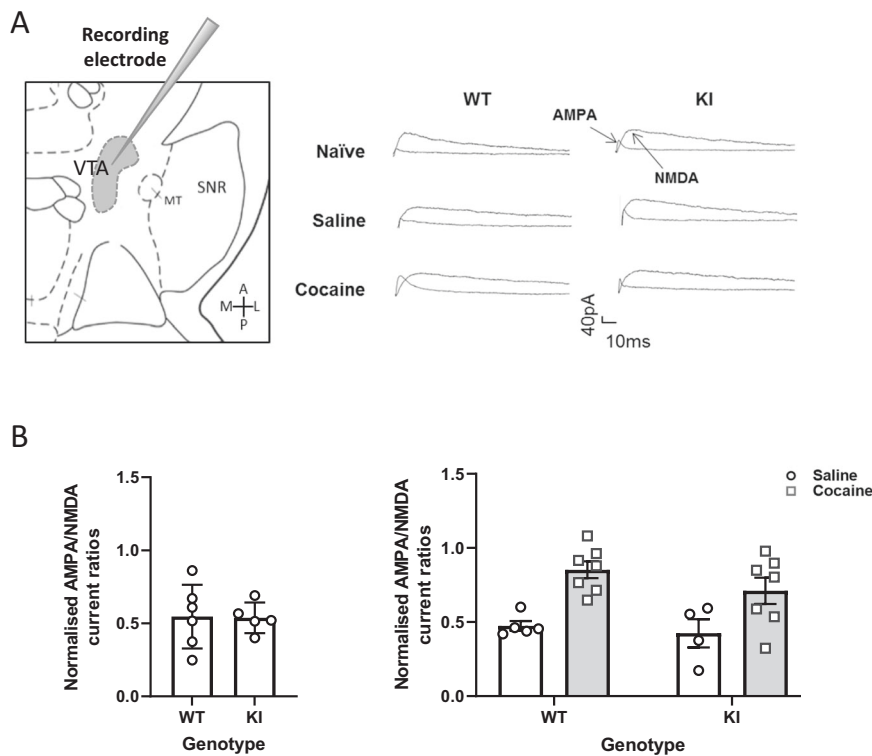 A
Recording
electrode
VTA
SNR
MT
A
M L
P
WT KI
AMPA
NMDA
Naïve
Saline
Cocaine
40pA
10ms
B
Normalised AMPA/NMDA
current ratios
1.5
1.0
0.5
0.0
WT KI
Genotype
Normalised AMPA/NMDA
current ratios
1.5
1.0
0.5
0.0
WT KI
Genotype
Saline
Cocaine